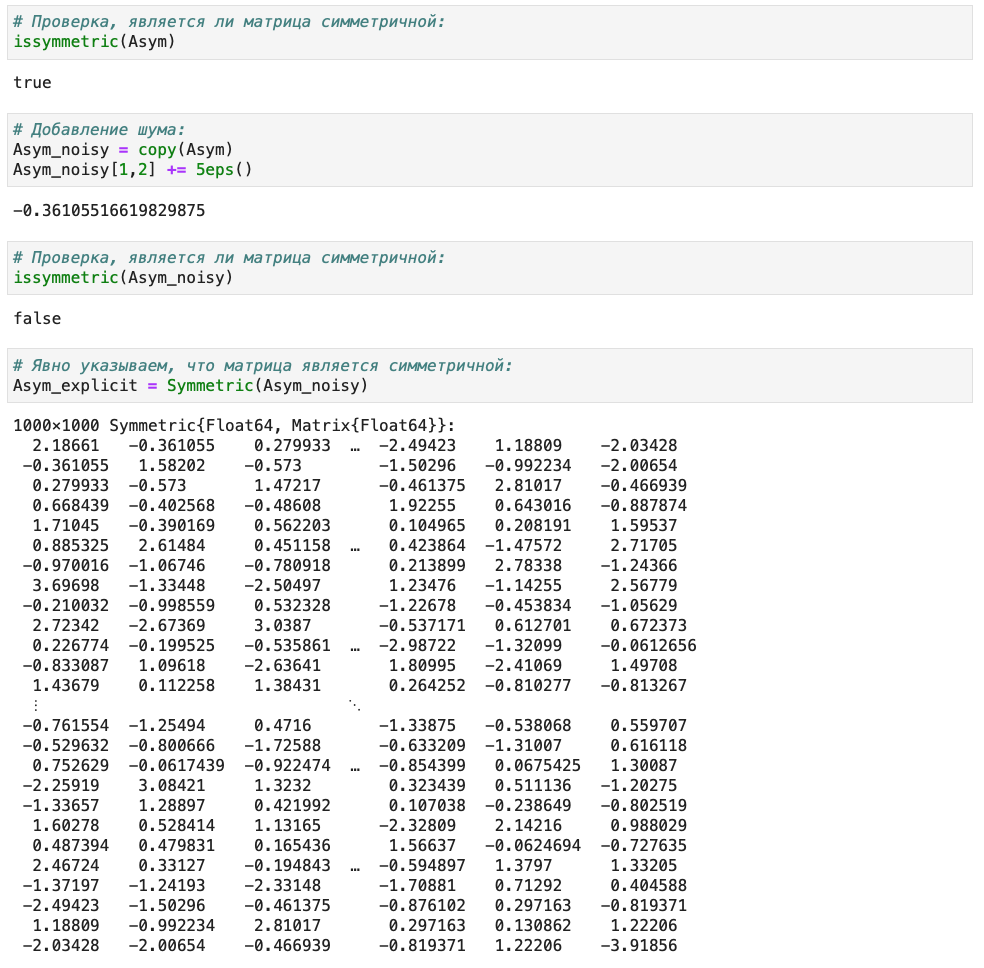 # Проверка, является ли матрица симметричной:
issymmetric(Asym)
true
# Добавление шума:
Asym_noisy = copy(Asym)
Asym_noisy[1,2] += 5eps()
−0.36105516619829875
# Проверка, является ли матрица симметричной:
issymmetric(Asym_noisy)
false
# Явно указываем, что матрица является симметричной:
Asym_explicit = Symmetric(Asym_noisy)
1000×1000 Symmetric{Float64, Matrix{Float64}}:
2.18661 −0.361055 0.279933 … −2.49423 1.18809 −2.03428
−0.361055 1.58202 −0.573 −1.50296 −0.992234 −2.00654
0.279933 −0.573 1.47217 −0.461375 2.81017 −0.466939
0.668439 −0.402568 −0.48608 1.92255 0.643016 −0.887874
1.71045 −0.390169 0.562203 0.104965 0.208191 1.59537
0.885325 2.61484 0.451158 … 0.423864 −1.47572 2.71705
−0.970016 −1.06746 −0.780918 0.213899 2.78338 −1.24366
3.69698 −1.33448 −2.50497 1.23476 −1.14255 2.56779
−0.210032 −0.998559 0.532328 −1.22678 −0.453834 −1.05629
2.72342 −2.67369 3.0387 −0.537171 0.612701 0.672373
0.226774 −0.199525 −0.535861 … −2.98722 −1.32099 −0.0612656
−0.833087 1.09618 −2.63641 1.80995 −2.41069 1.49708
1.43679 0.112258 1.38431 0.264252 −0.810277 −0.813267
⋮ ⋱
−0.761554 −1.25494 0.4716 −1.33875 −0.538068 0.559707
−0.529632 −0.800666 −1.72588 −0.633209 −1.31007 0.616118
0.752629 −0.0617439 −0.922474 … −0.854399 0.0675425 1.30087
−2.25919 3.08421 1.3232 0.323439 0.511136 −1.20275
−1.33657 1.28897 0.421992 0.107038 −0.238649 −0.802519
1.60278 0.528414 1.13165 −2.32809 2.14216 0.988029
0.487394 0.479831 0.165436 1.56637 −0.0624694 −0.727635
2.46724 0.33127 −0.194843 … −0.594897 1.3797 1.33205
−1.37197 −1.24193 −2.33148 −1.70881 0.71292 0.404588
−2.49423 −1.50296 −0.461375 −0.876102 0.297163 −0.819371
1.18809 −0.992234 2.81017 0.297163 0.130862 1.22206
−2.03428 −2.00654 −0.466939 −0.819371 1.22206 −3.91856